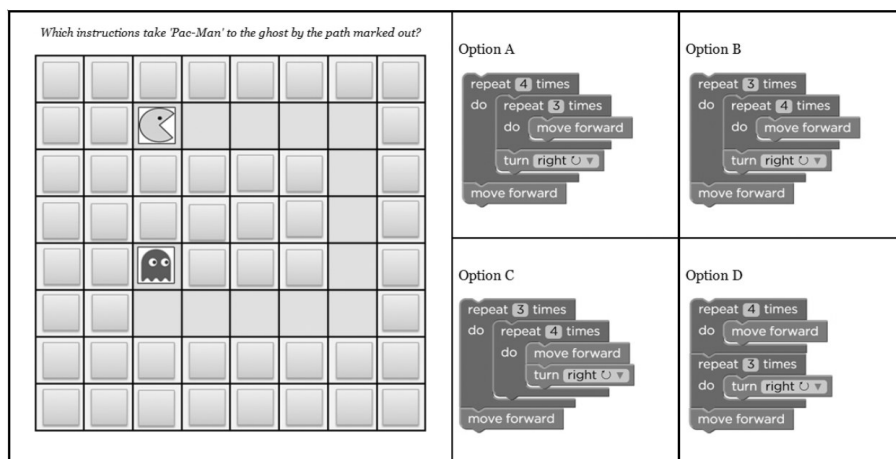 Which instructions take 'Pac-Man' to the ghost by the path marked out?
Option A
repeat 4 times
do repeat 3 times
do move forward
turn right ↻ ▼
move forward
Option B
repeat 3 times
do repeat 4 times
do move forward
turn right ↻ ▼
move forward
Option C
repeat 3 times
do repeat 4 times
do move forward
turn right ↻ ▼
move forward
Option D
repeat 4 times
do move forward
repeat 3 times
do turn right ↻ ▼
move forward